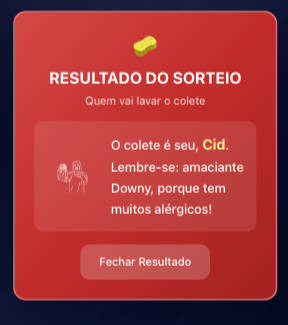 RESULTADO DO SORTEIO
Quem vai lavar o colete
O colete é seu, Cid.
Lembre-se: amaciante
Downy, porque tem
muitos alérgicos!
Fechar Resultado